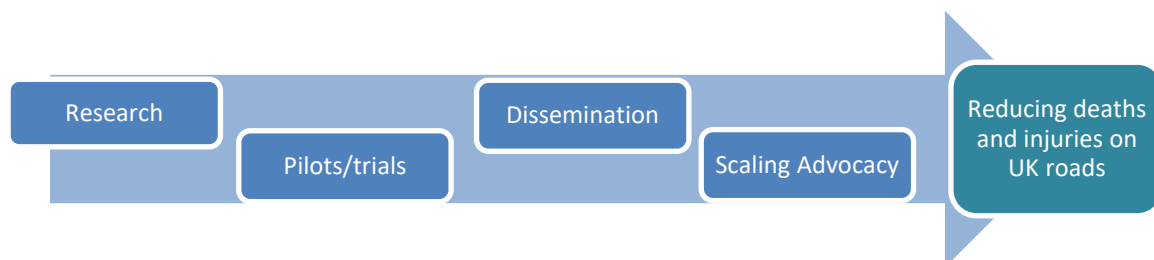 Research
Pilots/trials
Dissemination
Scaling Advocacy
Reducing deaths
and injuries on
UK roads